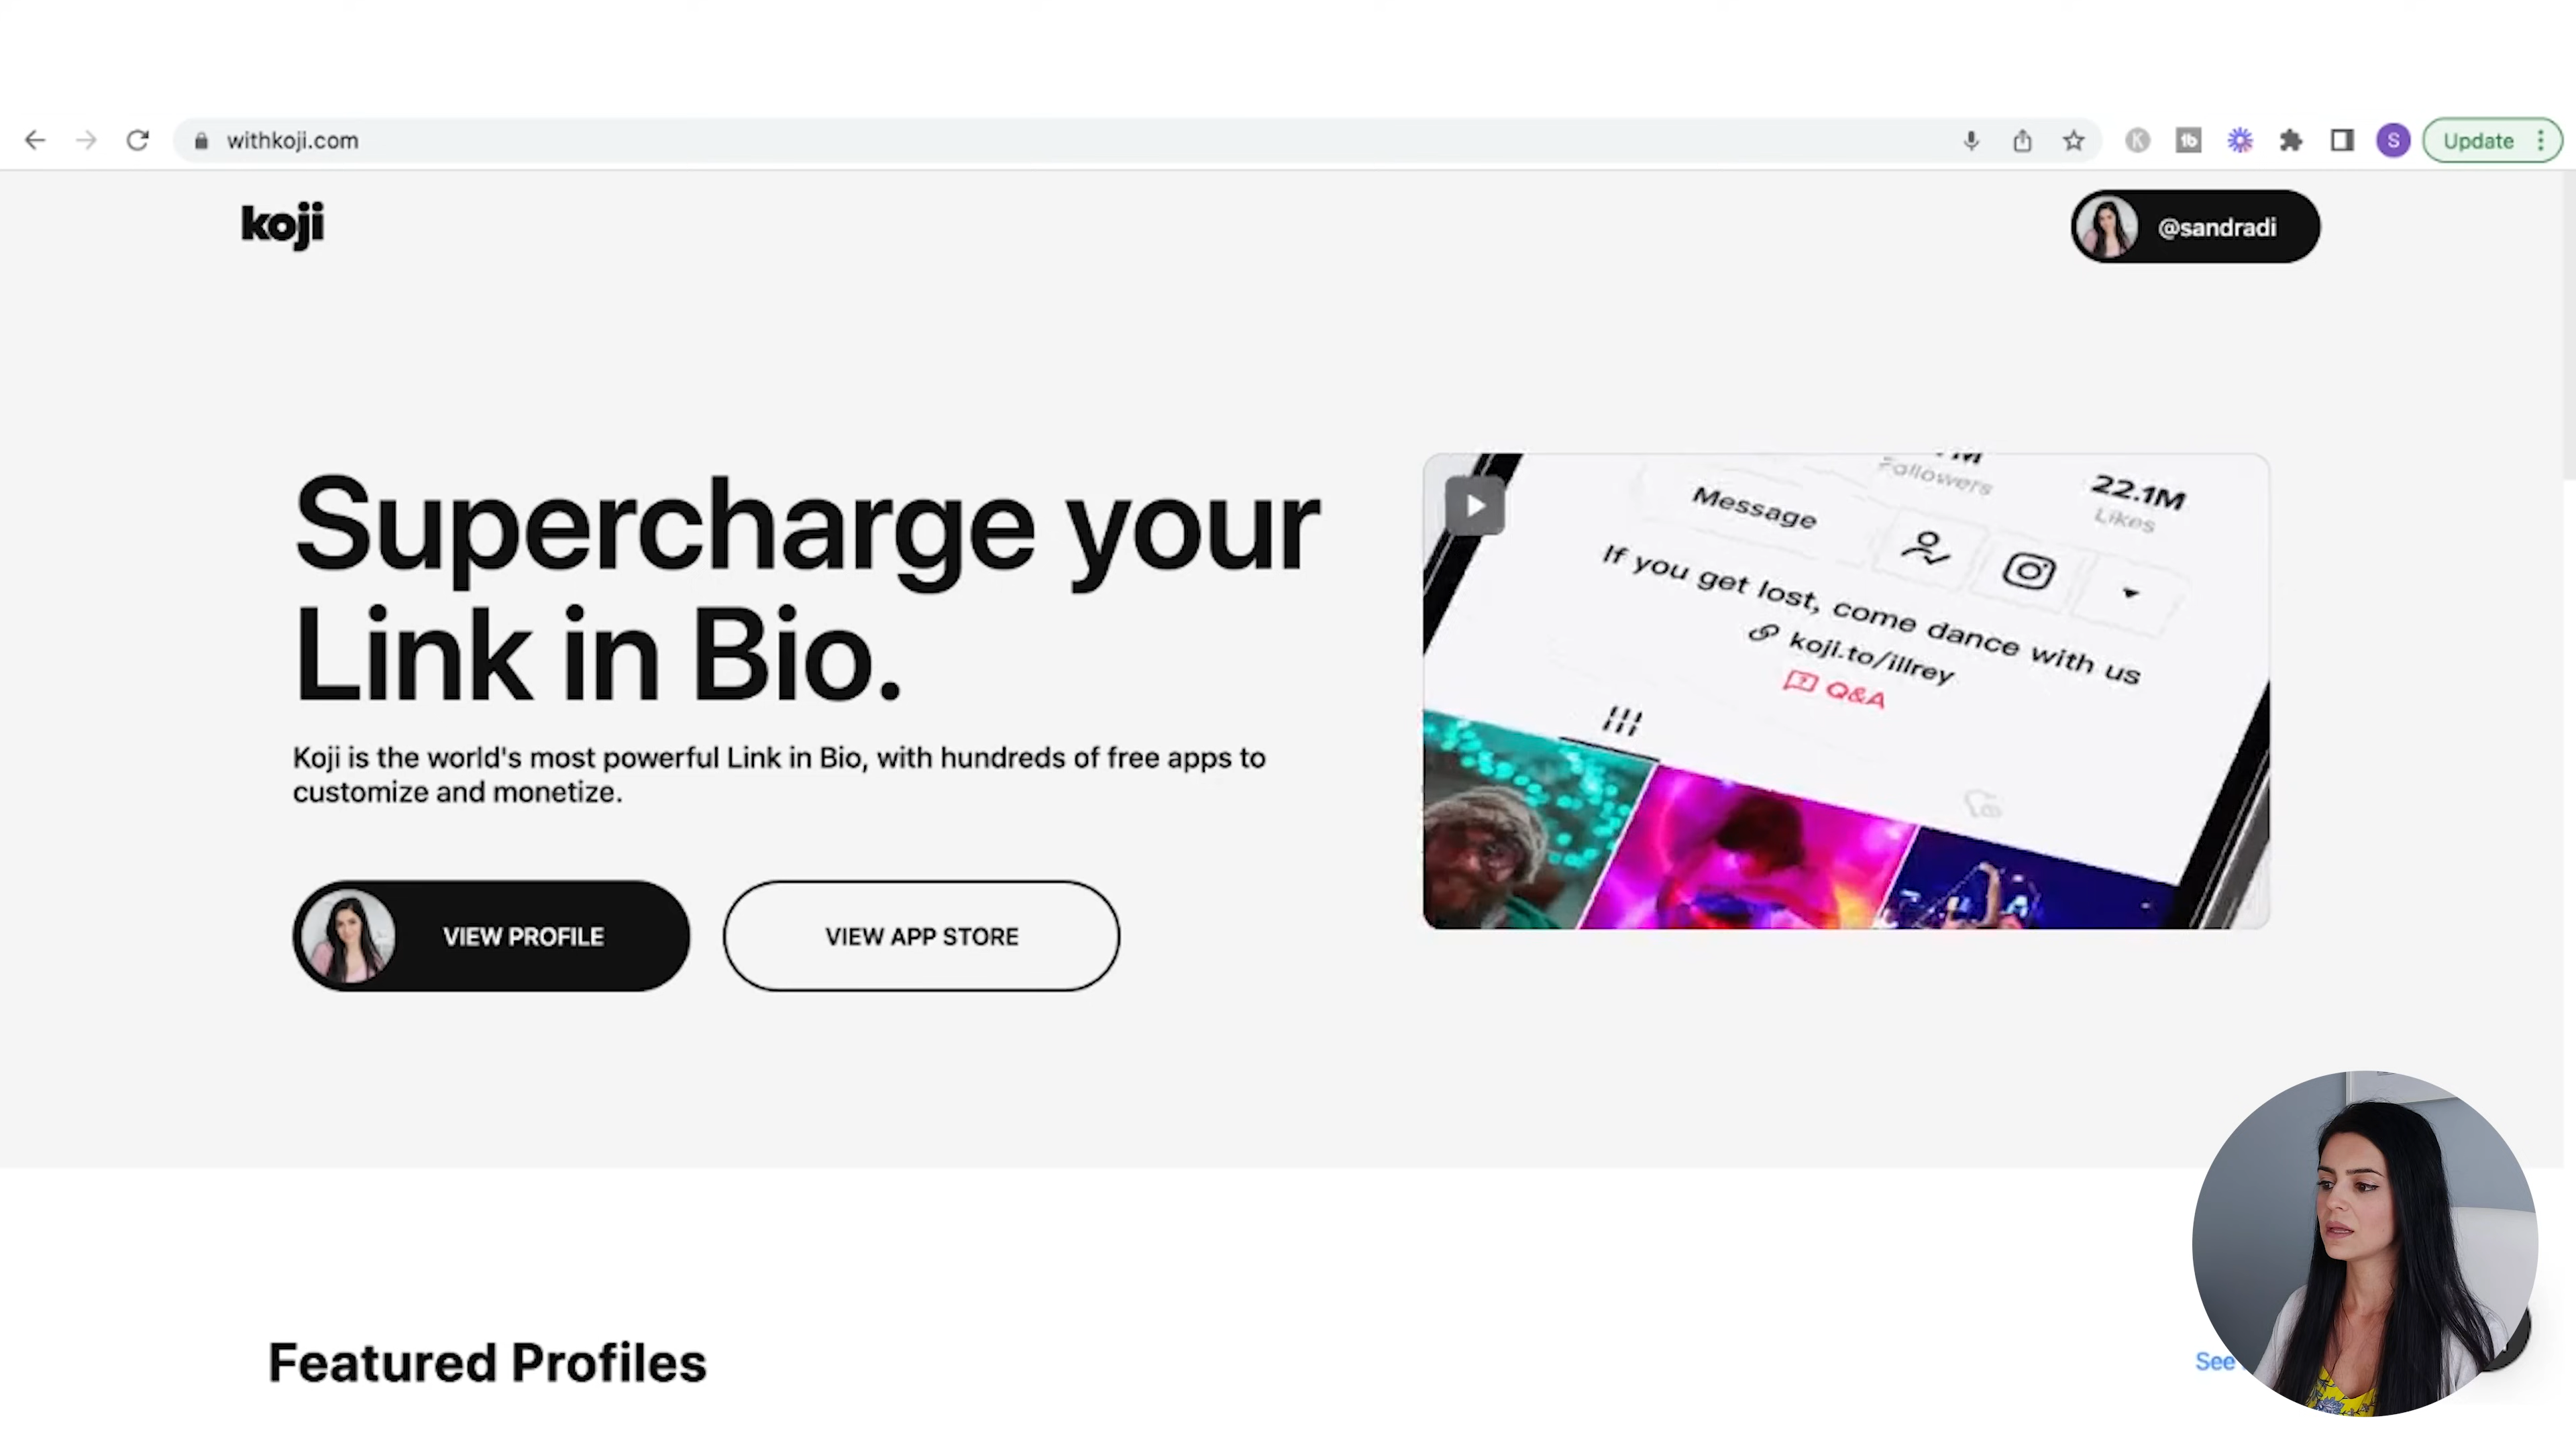 withkoji.com
Update
koji
@sandradi
Supercharge your
Link in Bio.
Koji is the world's most powerful Link in Bio, with hundreds of free apps to
customize and monetize.
VIEW PROFILE
VIEW APP STORE
Followers
22.1M
Likes
Message
If you get lost, come dance with us
koji.to/illrey
Q&A
Featured Profiles
See
S
K